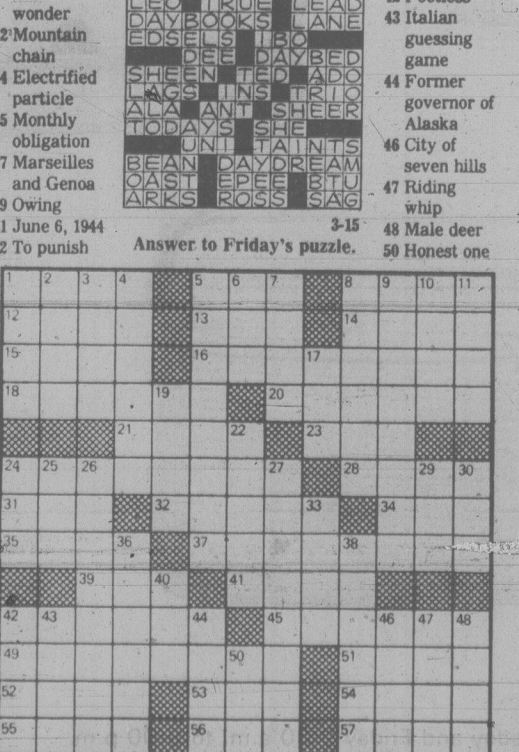 wonder
2 Mountain
chain
4 Electrified
particle
5 Monthly
obligation
7 Marseilles
and Genoa
9 Owing
1 June 6, 1944
2 To punish
LEO TRUE LEAD
DAYBOOKS LANE
EDSELS IBO
DEE DAYBED
SHEEN TED ADO
LAGS INS TRIO
ALA ANT SHEER
TODAYS SHE
UNI TAINTS
BEAN DAYDREAM
OAST EPEE BTU
ARKS ROSS SAG
3-15
Answer to Friday's puzzle.
43 Italian
guessing
game
44 Former
governor of
Alaska
46 City of
seven hills
47 Riding
whip
48 Male deer
50 Honest one
1 2 3 4 5 6 7 8 9 10 11
12 13 14
15 16 17
18 19 20
21 22 23
24 25 26 27 28 29 30
31 32 33 34
35 36 37 38
39 40 41
42 43 44 45 46 47 48
49 50 51
52 53 54
55 56 57